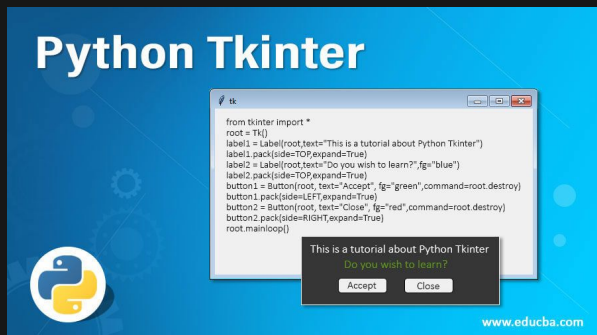 Python Tkinter
tk
from tkinter import *
root = Tk()
label1 = Label(root,text="This is a tutorial about Python Tkinter")
label1.pack(side=TOP,expand=True)
label2 = Label(root,text="Do you wish to learn?",fg="blue")
label2.pack(side=TOP,expand=True)
button1 = Button(root, text="Accept", fg="green",command=root.destroy)
button1.pack(side=LEFT,expand=True)
button2 = Button(root, text="Close", fg="red",command=root.destroy)
button2.pack(side=RIGHT,expand=True)
root.mainloop()
This is a tutorial about Python Tkinter
Do you wish to learn?
Accept Close
www.educba.com